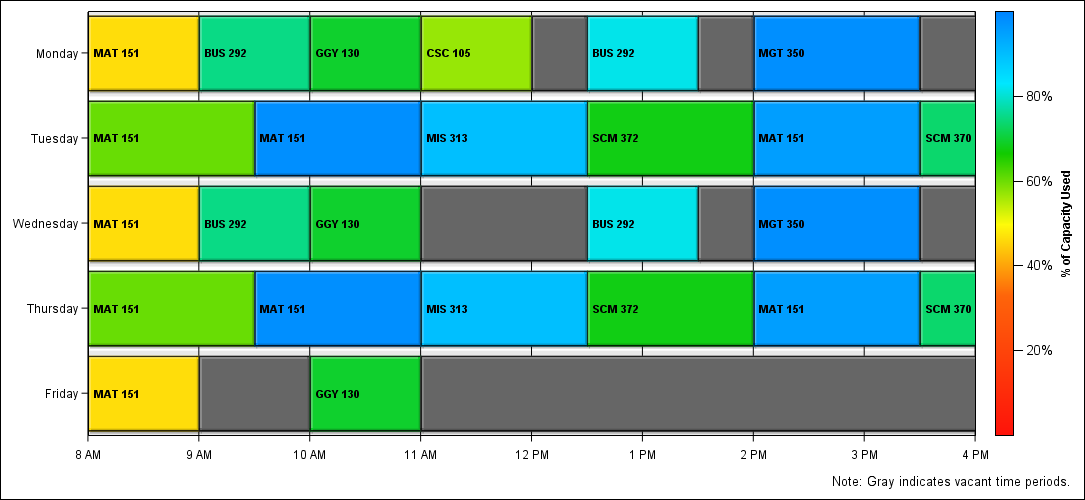 Monday
MAT 151
BUS 292
GGY 130
CSC 105
BUS 292
MGT 350
Tuesday
MAT 151
MAT 151
MIS 313
SCM 372
MAT 151
SCM 370
Wednesday
MAT 151
BUS 292
GGY 130
BUS 292
MGT 350
Thursday
MAT 151
MAT 151
MIS 313
SCM 372
MAT 151
SCM 370
Friday
MAT 151
GGY 130
8 AM
9 AM
10 AM
11 AM
12 PM
1 PM
2 PM
3 PM
4 PM
80%
60%
40%
20%
% of Capacity Used
Note: Gray indicates vacant time periods.